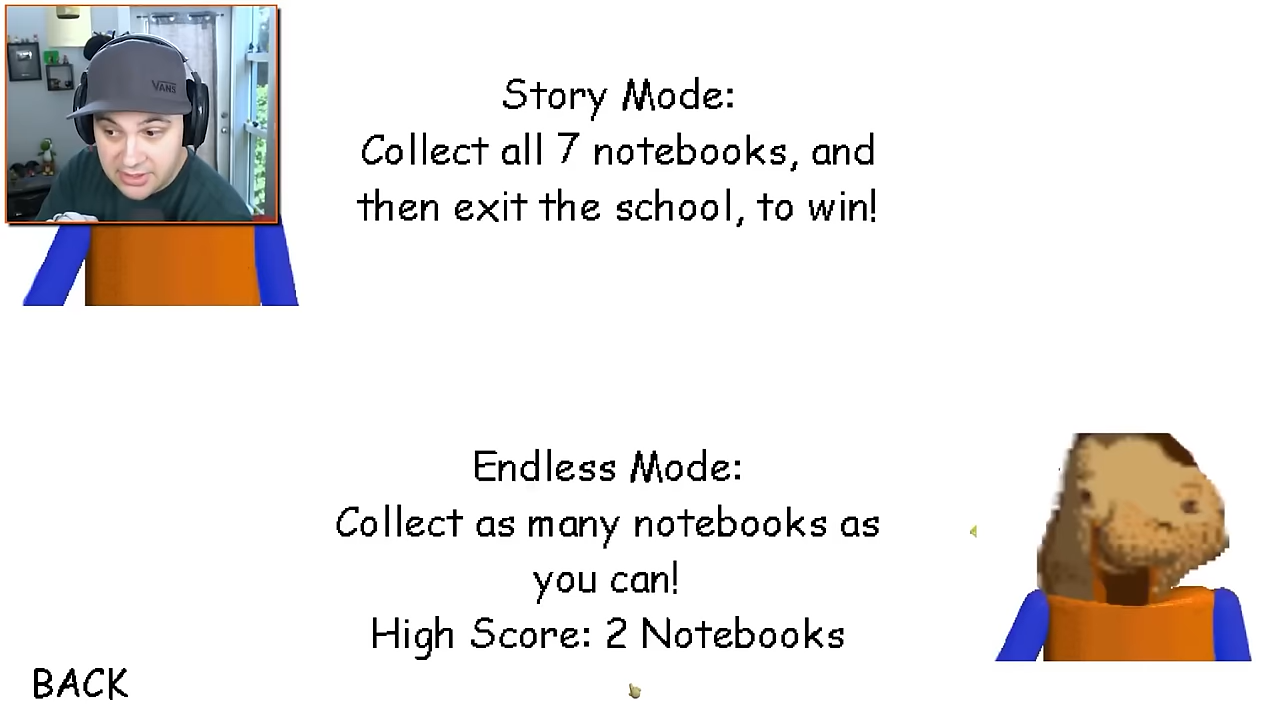 VANS
Story Mode:
Collect all 7 notebooks, and
then exit the school, to win!
Endless Mode:
Collect as many notebooks as
you can!
High Score: 2 Notebooks
BACK